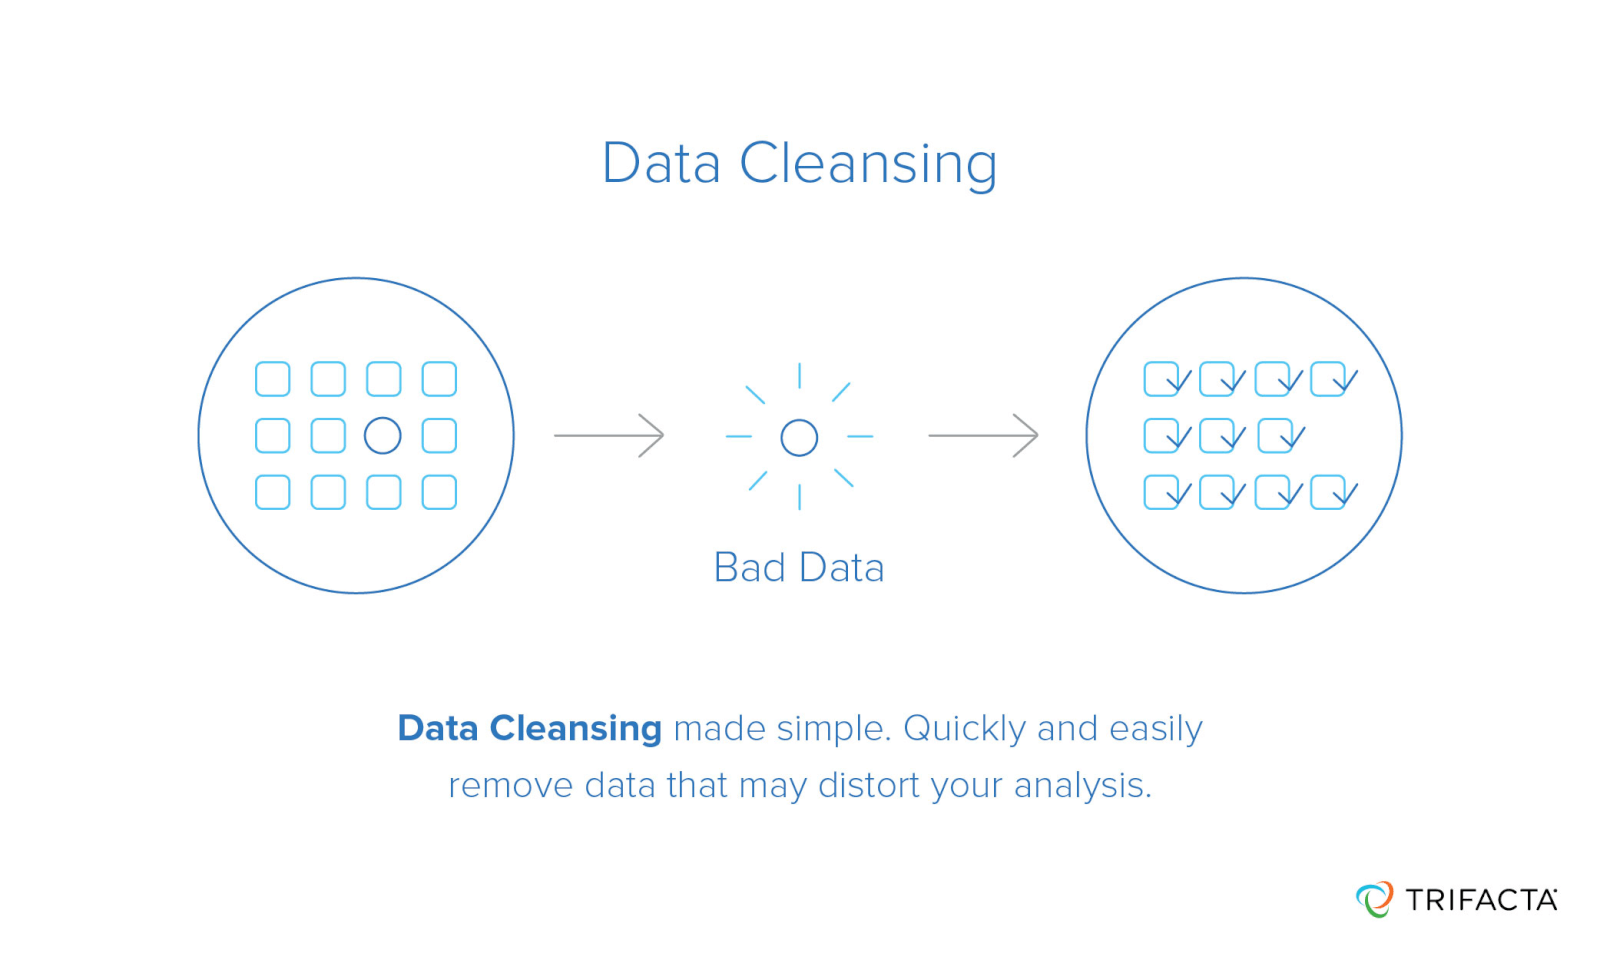 Data Cleansing
Bad Data
Data Cleansing made simple. Quickly and easily
remove data that may distort your analysis.
TRIFACTA